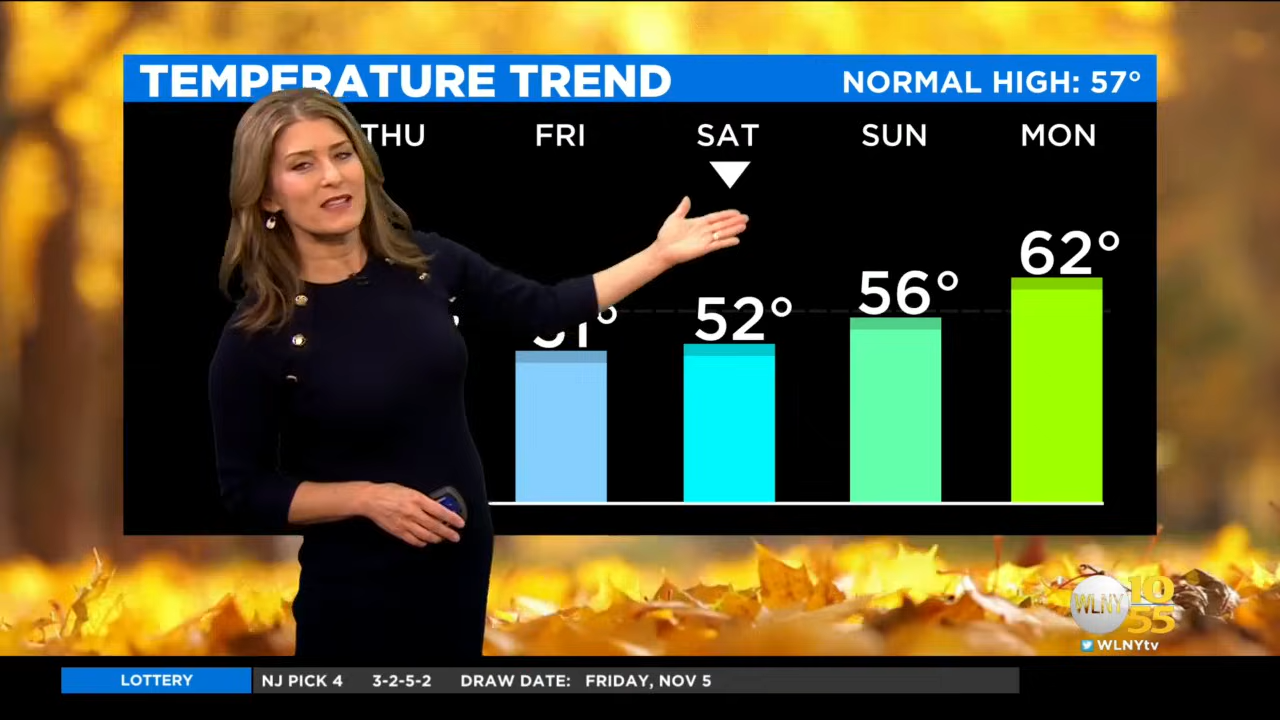 TEMPERATURE TREND
NORMAL HIGH: 57°
THU FRI SAT SUN MON
51° 52° 56° 62°
WLNY 10 55
WLNYtv
LOTTERY NJ PICK 4 3-2-5-2 DRAW DATE: FRIDAY, NOV 5